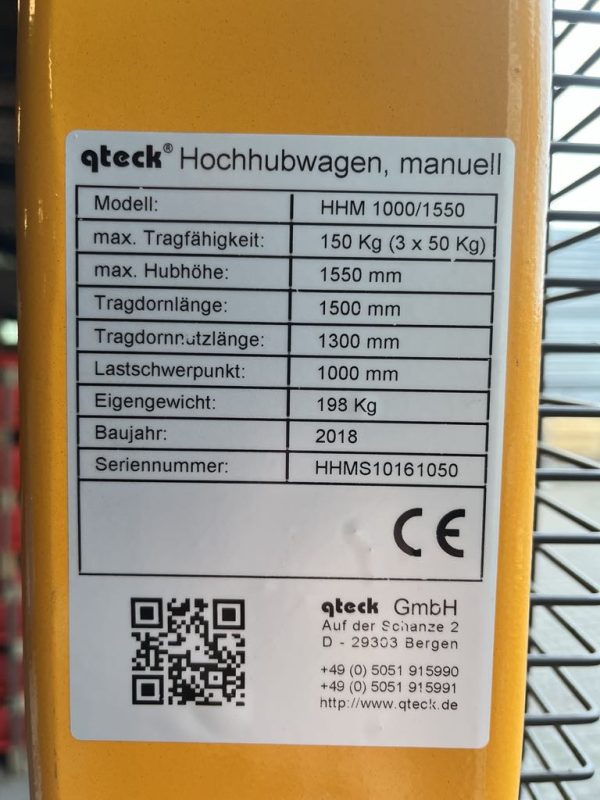 qteck® Hochhubwagen, manuell
Modell: HHM 1000/1550
max. Tragfähigkeit: 150 Kg (3 x 50 Kg)
max. Hubhöhe: 1550 mm
Tragdornlänge: 1500 mm
Tragdornnutzlänge: 1300 mm
Lastschwerpunkt: 1000 mm
Eigengewicht: 198 Kg
Baujahr: 2018
Seriennummer: HHMS10161050
CE
qteck GmbH
Auf der Schanze 2
D - 29303 Bergen
+49 (0) 5051 915990
+49 (0) 5051 915991
http://www.qteck.de